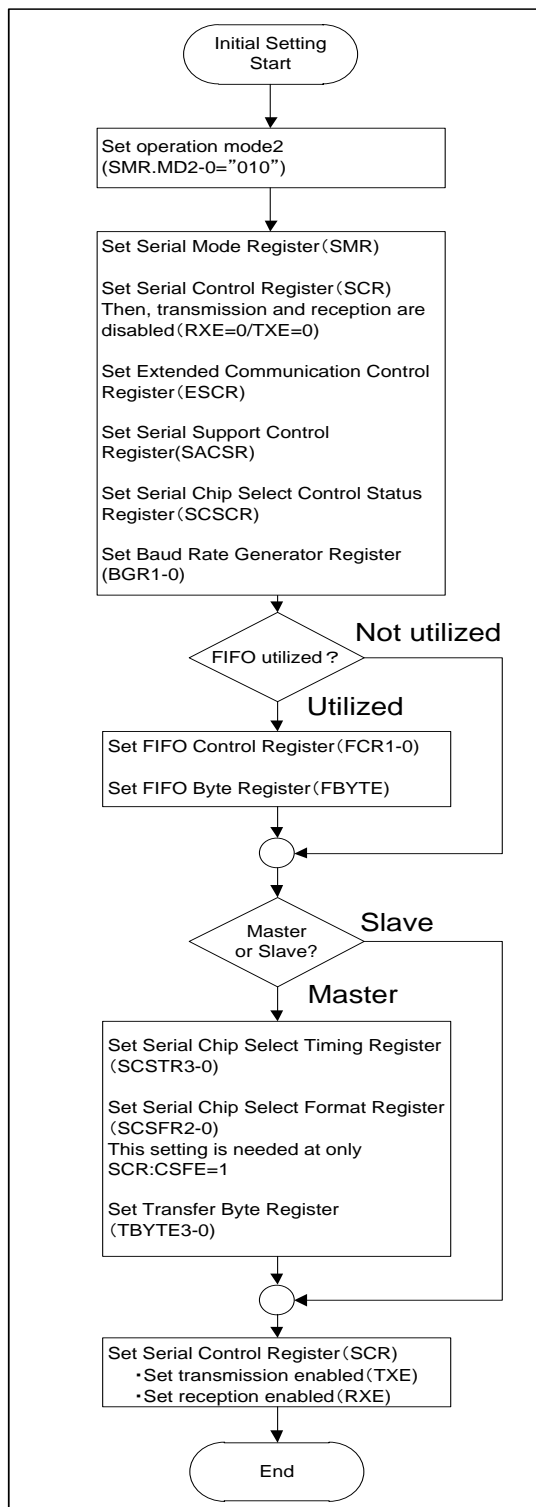 Initial Setting
Start
Set operation mode2
(SMR.MD2-0=”010”)
Set Serial Mode Register(SMR)
Set Serial Control Register(SCR)
Then, transmission and reception are
disabled(RXE=0/TXE=0)
Set Extended Communication Control
Register(ESCR)
Set Serial Support Control
Register(SACSR)
Set Serial Chip Select Control Status
Register(SCSCR)
Set Baud Rate Generator Register
(BGR1-0)
FIFO utilized?
Not utilized
Utilized
Set FIFO Control Register(FCR1-0)
Set FIFO Byte Register(FBYTE)
Master
or Slave?
Slave
Master
Set Serial Chip Select Timing Register
(SCSTR3-0)
Set Serial Chip Select Format Register
(SCSFR2-0)
This setting is needed at only
SCR:CSFE=1
Set Transfer Byte Register
(TBYTE3-0)
Set Serial Control Register(SCR)
・Set transmission enabled(TXE)
・Set reception enabled(RXE)
End